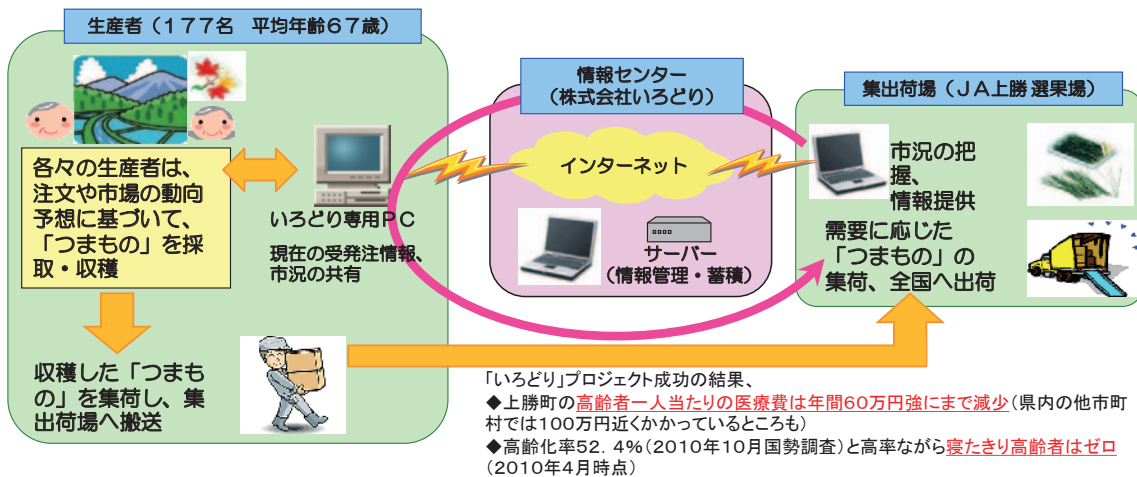 生産者（１７７名　平均年齢６７歳）
各々の生産者は、
注文や市場の動向
予想に基づいて、
「つまもの」を採
取・収穫
いろどり専用ＰＣ
現在の受発注情報、
市況の共有
収穫した「つまも
の」を集荷し、集
出荷場へ搬送
情報センター
（株式会社いろどり）
インターネット
サーバー
（情報管理・蓄積）
集出荷場（ＪＡ上勝 選果場）
市況の把
握、
情報提供
需要に応じた
「つまもの」の
集荷、全国へ出荷
「いろどり」プロジェクト成功の結果、
◆上勝町の高齢者一人当たりの医療費は年間60万円強にまで減少（県内の他市町
村では100万円近くかかっているところも）
◆高齢化率52．4％（2010年10月国勢調査）と高率ながら寝たきり高齢者はゼロ
（2010年4月時点）